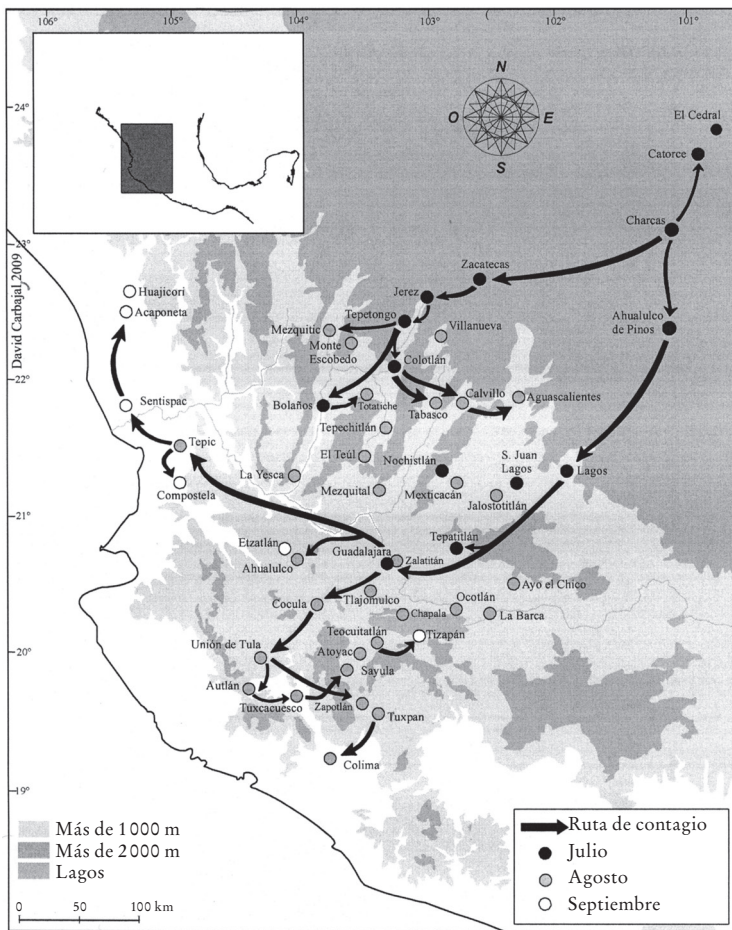 106°
105°
104°
103°
102°
101°
24°
23°
22°
21°
20°
19°
David Carbajal 2009
N
O
E
S
El Cedral
Catorce
Charcas
Zacatecas
Jerez
Huajicori
Acaponeta
Tepetongo
Mezquitic
Villanueva
Monte
Escobedo
Ahualulco
de Pinos
Colotlán
Sentispac
Bolaños
Totatiche
Calvillo
Aguascalientes
Tabasco
Tepechitlán
Tepic
El Teúl
Nochistlán
S. Juan
Lagos
Lagos
La Yesca
Compostela
Mezquital
Mexticacán
Jalostotitlán
Etzatlán
Tepatitlán
Guadalajara
Ahualulco
Zalatitán
Ayo el Chico
Tlajomulco
Ocotlán
Cocula
Chapala
La Barca
Teocuitatlán
Tizapán
Unión de Tula
Atoyac
Sayula
Autlán
Tuxcacuesco
Zapotlán
Tuxpan
Colima
Más de 1000 m
Más de 2000 m
Lagos
0 50 100 km
Ruta de contagio
Julio
Agosto
Septiembre